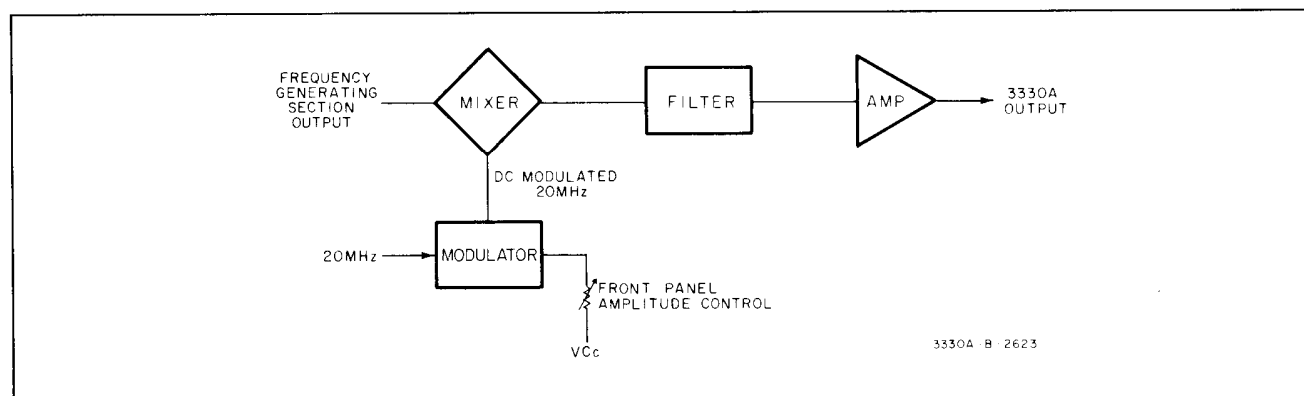 FREQUENCY
GENERATING
SECTION
OUTPUT
MIXER
FILTER
AMP
3330A
OUTPUT
DC MODULATED
20MHz
20MHz
MODULATOR
FRONT PANEL
AMPLITUDE CONTROL
VCc
3330A-B-2623